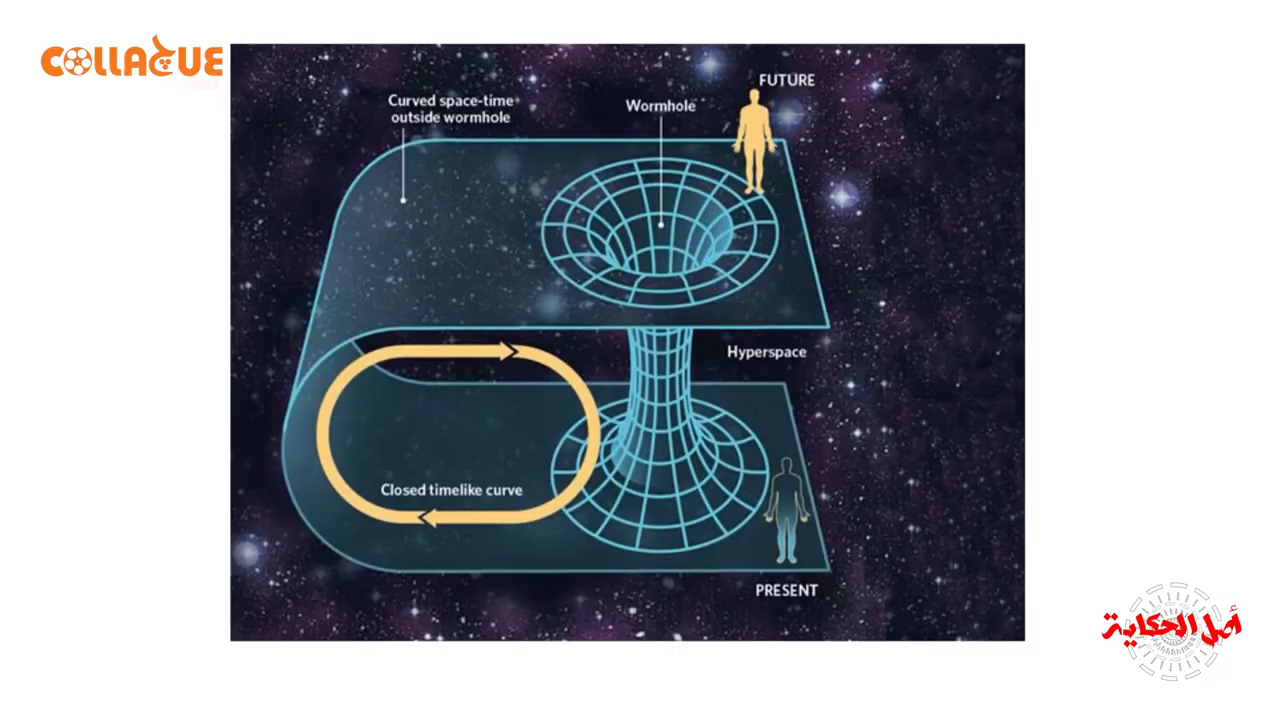 COLLAGUE
FUTURE
Curved space-time
outside wormhole
Wormhole
Hyperspace
Closed timelike curve
PRESENT
أصل الحكاية